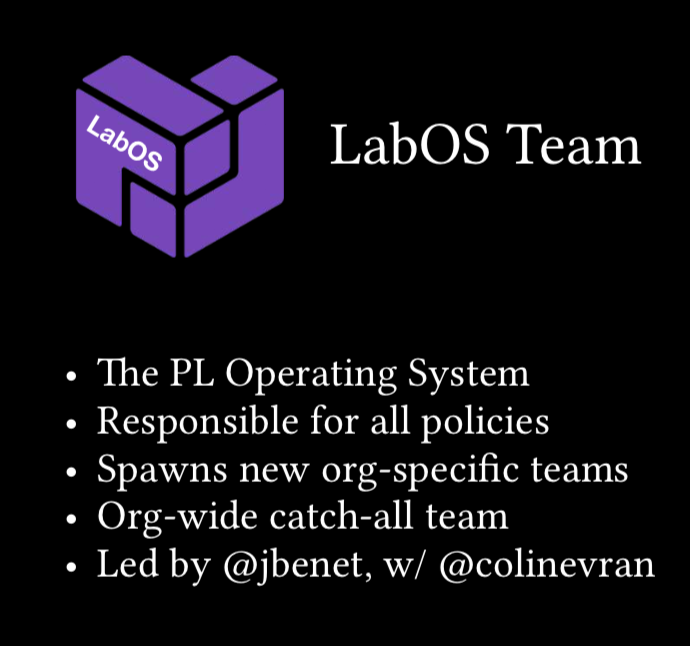 LabOS
LabOS Team
• The PL Operating System
• Responsible for all policies
• Spawns new org-specific teams
• Org-wide catch-all team
• Led by @jbenet, w/ @colinevran